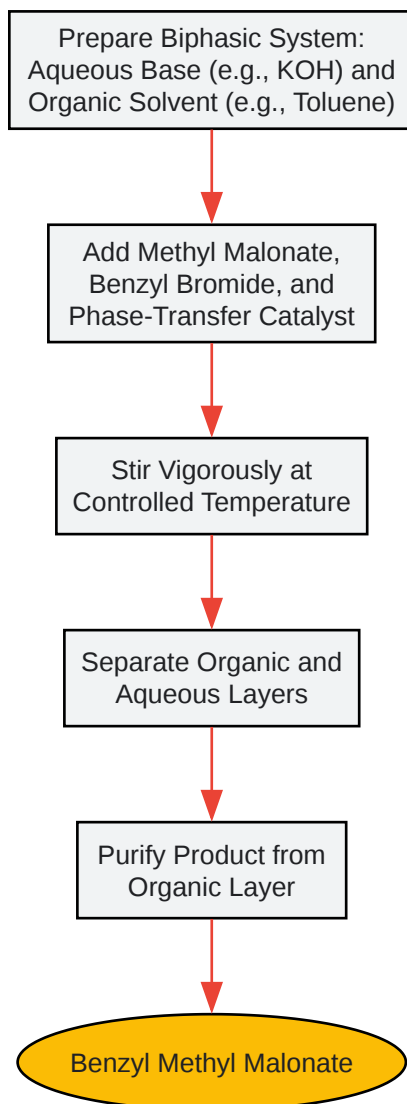 Prepare Biphasic System:
Aqueous Base (e.g., KOH) and
Organic Solvent (e.g., Toluene)
Add Methyl Malonate,
Benzyl Bromide, and
Phase-Transfer Catalyst
Stir Vigorously at
Controlled Temperature
Separate Organic and
Aqueous Layers
Purify Product from
Organic Layer
Benzyl Methyl Malonate